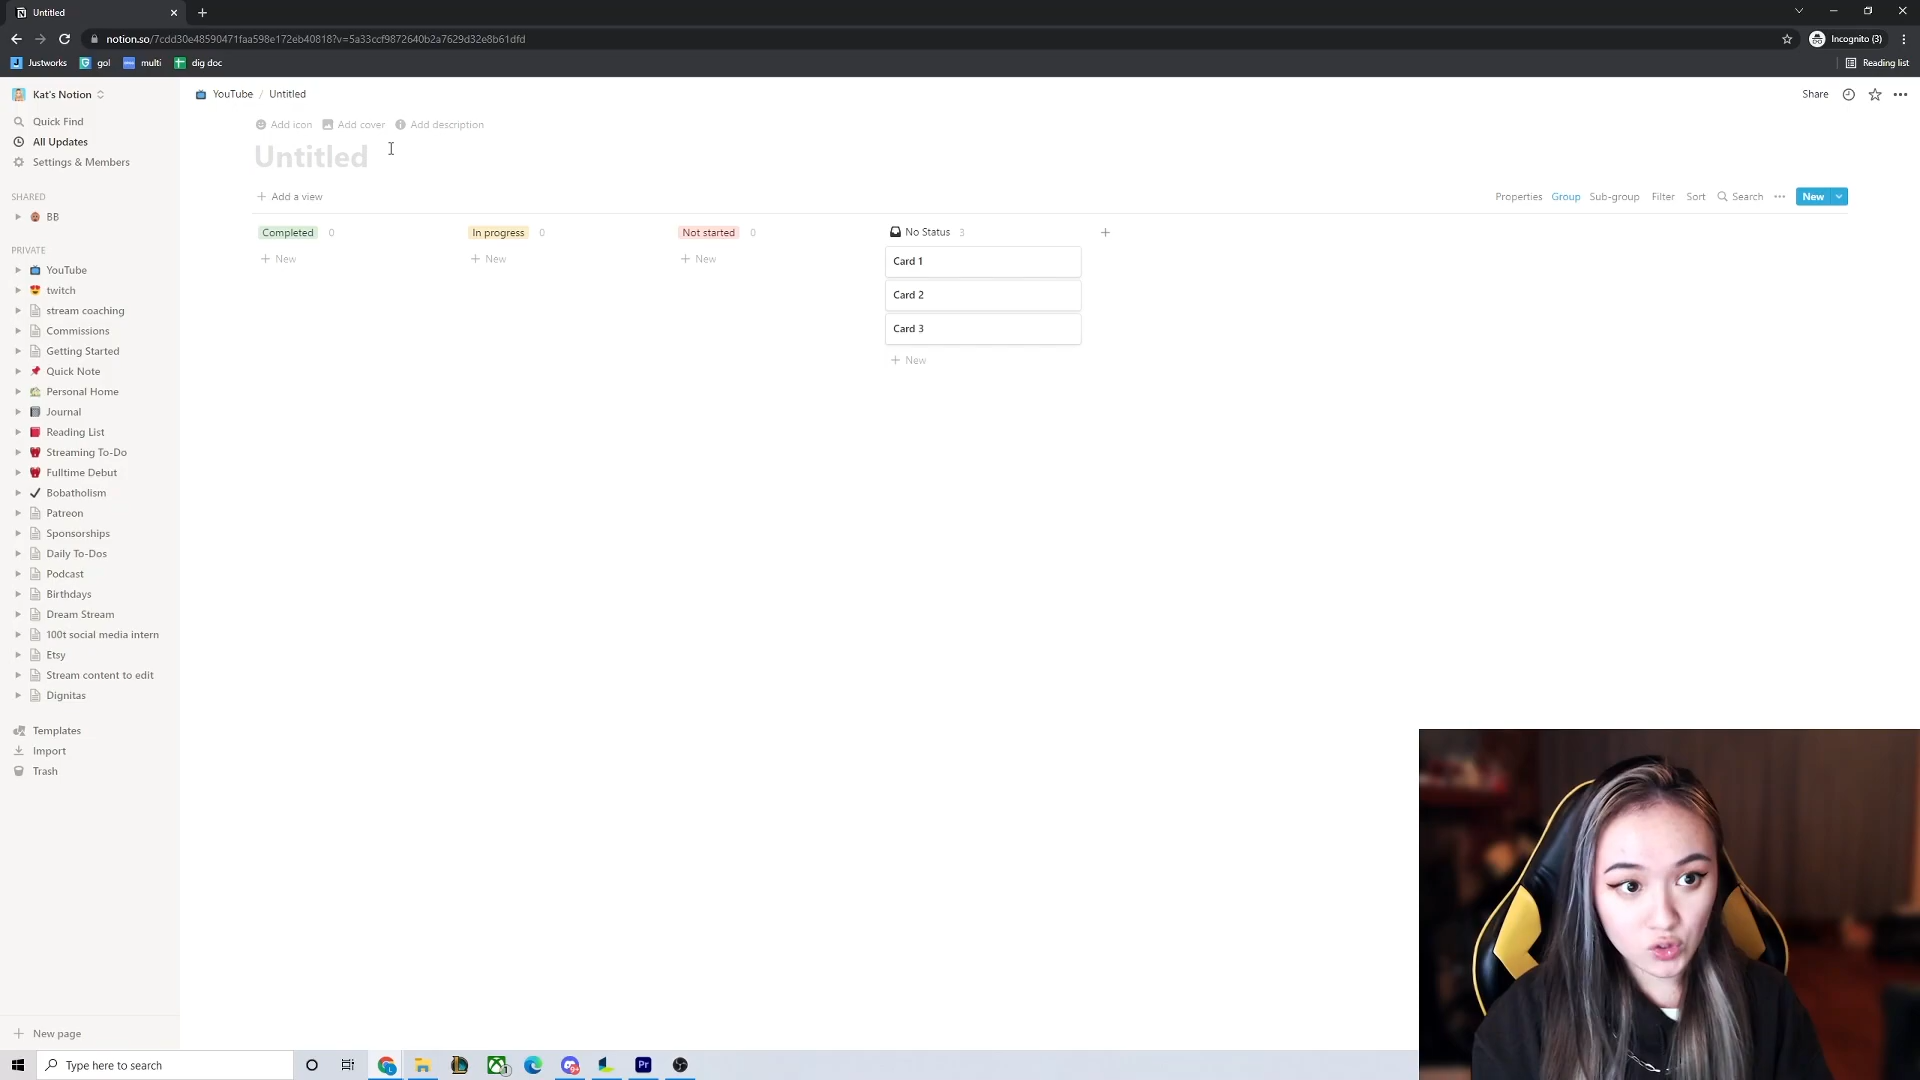 Untitled
notion.so/7cdd30e48590471faa598e172eb40818?v=5a33ccf9872640b2a7629d32e8b61dfd
Incognito (3)
Justworks
gol
multi
dig doc
Reading list
Kat's Notion
YouTube / Untitled
Share
Quick Find
All Updates
Settings & Members
SHARED
BB
PRIVATE
YouTube
twitch
stream coaching
Commissions
Getting Started
Quick Note
Personal Home
Journal
Reading List
Streaming To-Do
Fulltime Debut
Bobatholism
Patreon
Sponsorships
Daily To-Dos
Podcast
Birthdays
Dream Stream
100t social media intern
Etsy
Stream content to edit
Dignitas
Templates
Import
Trash
New page
Add icon
Add cover
Add description
Untitled
Add a view
Properties
Group
Sub-group
Filter
Sort
Search
New
Completed 0
New
In progress 0
New
Not started 0
New
No Status 3
Card 1
Card 2
Card 3
New
Type here to search
Pr